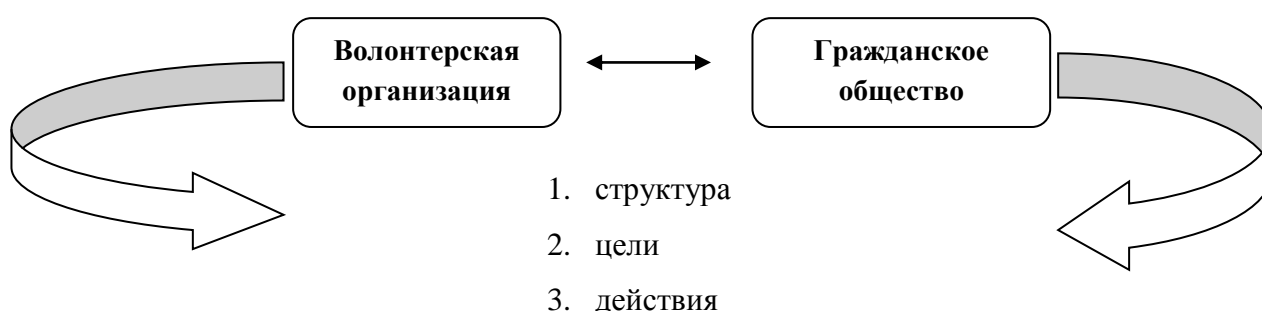 Волонтерская
организация
Гражданское
общество
1. структура
2. цели
3. действия